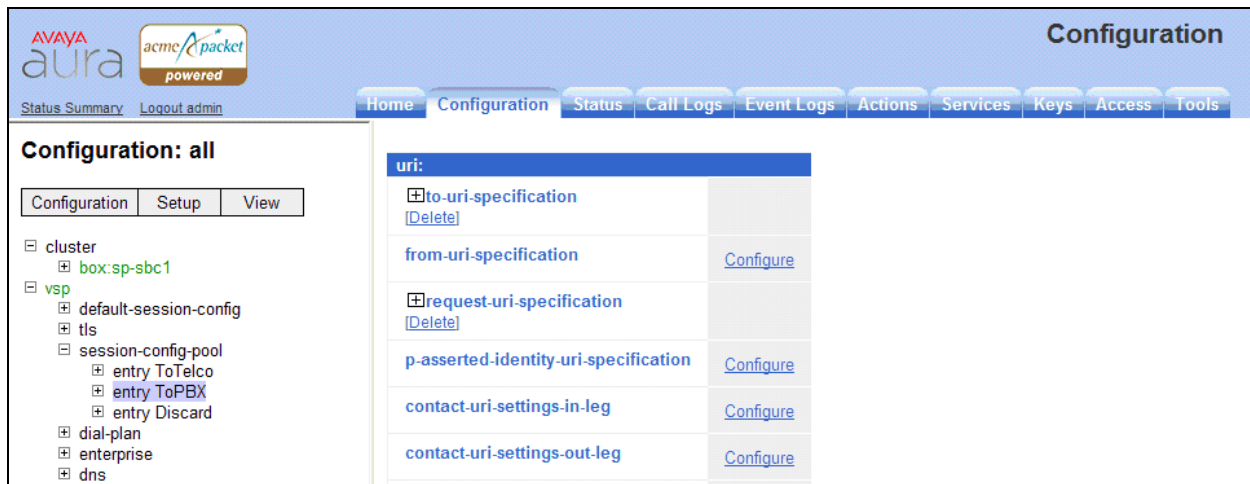 AVAYA
aura
acme packet
powered
Configuration
Status Summary Logout admin
Home Configuration Status Call Logs Event Logs Actions Services Keys Access Tools
Configuration: all
Configuration Setup View
cluster
box:sp-sbc1
vsp
default-session-config
tls
session-config-pool
entry ToTelco
entry ToPBX
entry Discard
dial-plan
enterprise
dns
uri:
to-uri-specification
[Delete]
from-uri-specification Configure
request-uri-specification
[Delete]
p-asserted-identity-uri-specification Configure
contact-uri-settings-in-leg Configure
contact-uri-settings-out-leg Configure